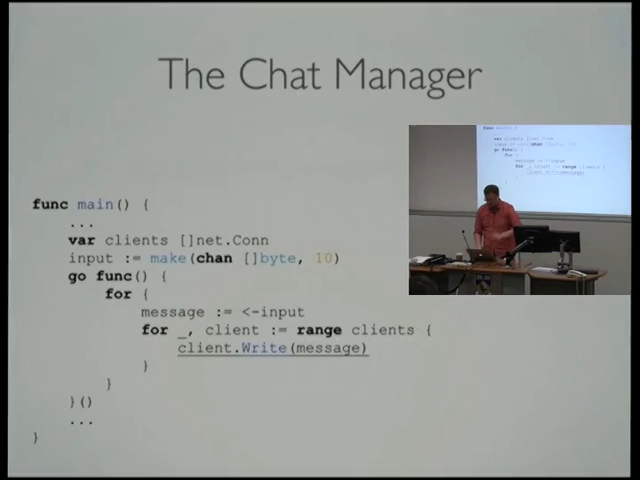 The Chat Manager
func main() {
...
var clients []net.Conn
input := make(chan []byte, 10)
go func() {
for {
message := <-input
for _, client := range clients {
client.Write(message)
}
}
}()
...
}